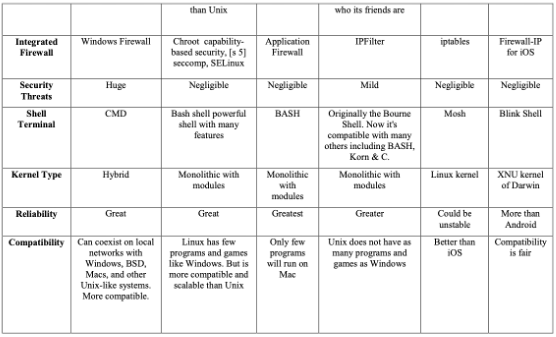 than Unix who its friends are
Integrated Windows Firewall Chroot capability- Application IPFilter iptables Firewall-IP
Firewall based security, [s 5] Firewall for iOS
seccomp, SELinux
Security Huge Negligible Negligible Mild Negligible Negligible
Threats
Shell CMD Bash shell powerful BASH Originally the Bourne Mosh Blink Shell
Terminal shell with many Shell. Now it's
features compatible with many
others including BASH,
Korn & C.
Kernel Type Hybrid Monolithic with Monolithic Monolithic with Linux kernel XNU kernel
modules with modules of Darwin
modules
Reliability Great Great Greatest Greater Could be More than
unstable Android
Compatibility Can coexist on local Linux has few Only few Unix does not have as Better than Compatibility
networks with programs and games programs many programs and iOS is fair
Windows, BSD, like Windows. But is will run on games as Windows
Macs, and other more compatible and Mac
Unix-like systems. scalable than Unix
More compatible.